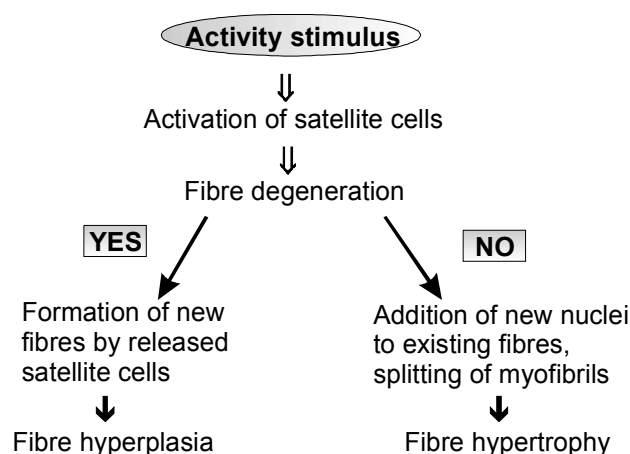 Activity stimulus
Activation of satellite cells
Fibre degeneration
YES
NO
Formation of new
fibres by released
satellite cells
Addition of new nuclei
to existing fibres,
splitting of myofibrils
Fibre hyperplasia
Fibre hypertrophy